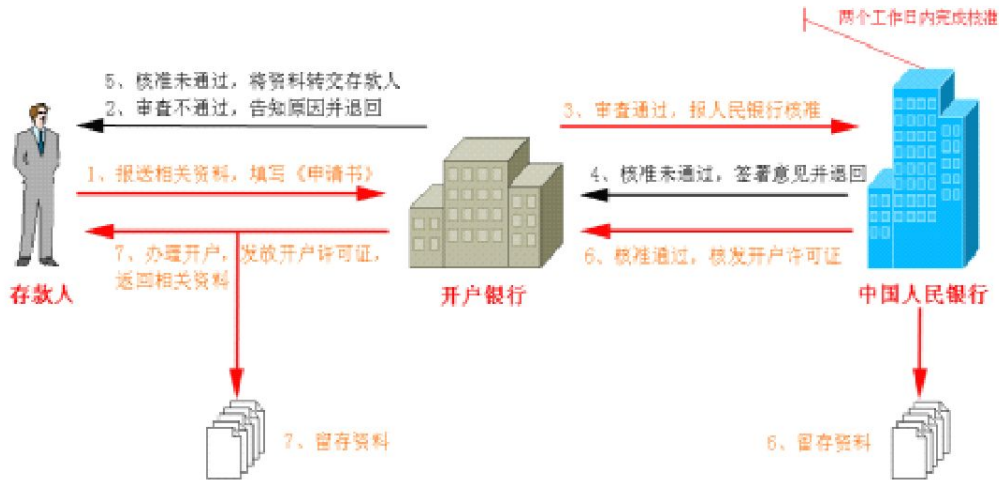 两个工作日内完成核准
5、核准未通过，将资料转交存款人
2、审查不通过，告知原因并退回
3、审查通过，报人民银行核准
1、报送相关资料，填写《申请书》
4、核准未通过，签署意见并退回
7、办理开户，发放开户许可证，
返回相关资料
6、核准通过，核发开户许可证
存款人
开户银行
中国人民银行
7、留存资料
6、留存资料